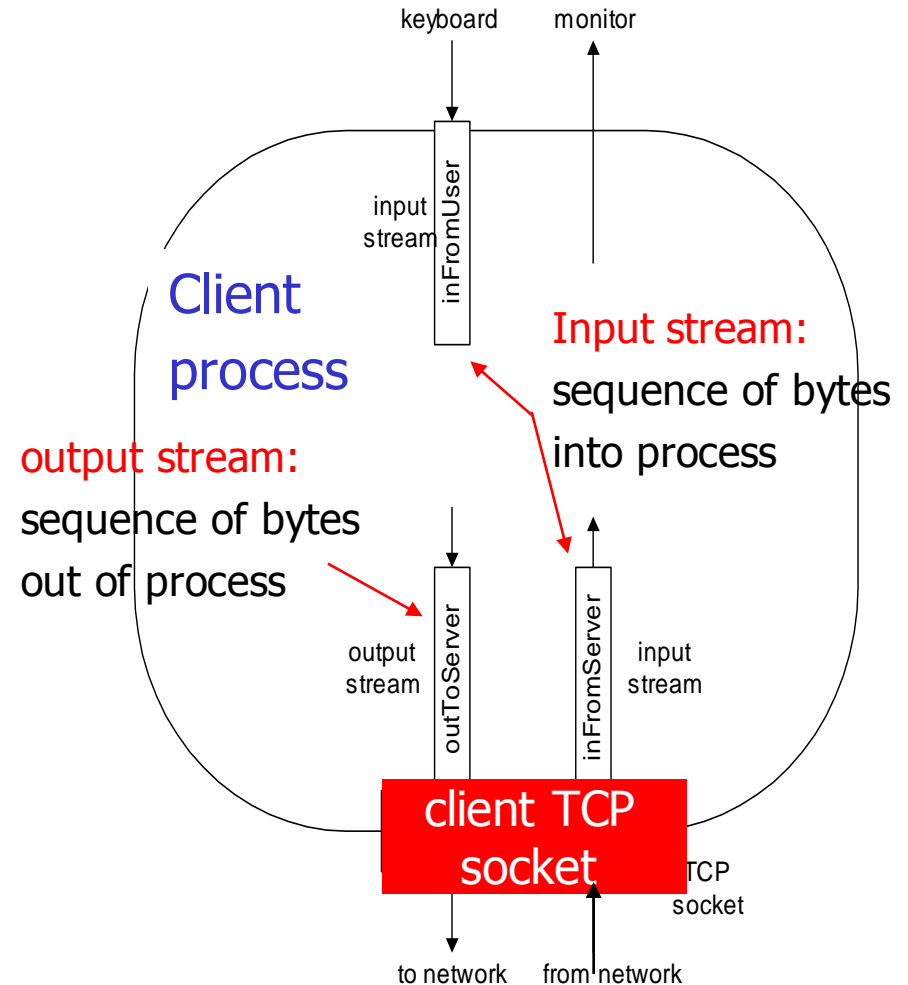 keyboard
monitor
input
stream
inFromUser
Client
process
Input stream:
sequence of bytes
into process
output stream:
sequence of bytes
out of process
output
stream
outToServer
inFromServer
input
stream
client TCP
socket
TCP
socket
to network
from network